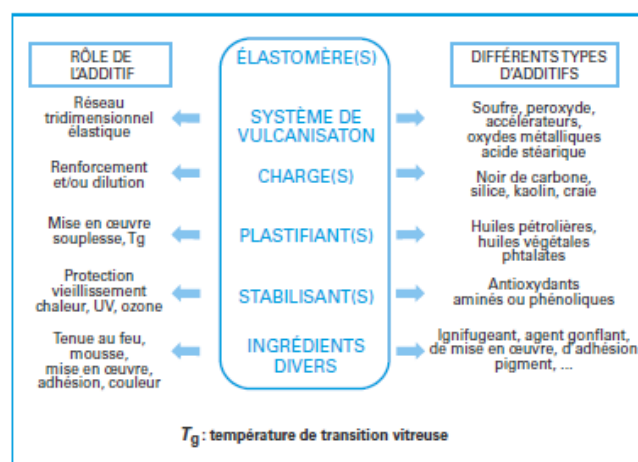 RÔLE DE
L'ADDITIF
ÉLASTOMÈRE(S)
DIFFÉRENTS TYPES
D'ADDITIFS
Réseau
tridimensionnel
élastique
SYSTÈME DE
VULCANISATON
Soufre, peroxyde,
accélérateurs,
oxydes métalliques
acide stéarique
Renforcement
et/ou dilution
CHARGE(S)
Noir de carbone,
silice, kaolin, craie
Mise en œuvre
souplesse, Tg
PLASTIFIANT(S)
Huiles pétrolières,
huiles végétales
phtalates
Protection
vieillissement
chaleur, UV, ozone
STABILISANT(S)
Antioxydants
aminés ou phénoliques
Tenue au feu,
mousse,
mise en œuvre,
adhésion, couleur
INGRÉDIENTS
DIVERS
Ignifugeant, agent gonflant,
de mise en œuvre, d'adhésion
pigment, ...
Tg : température de transition vitreuse